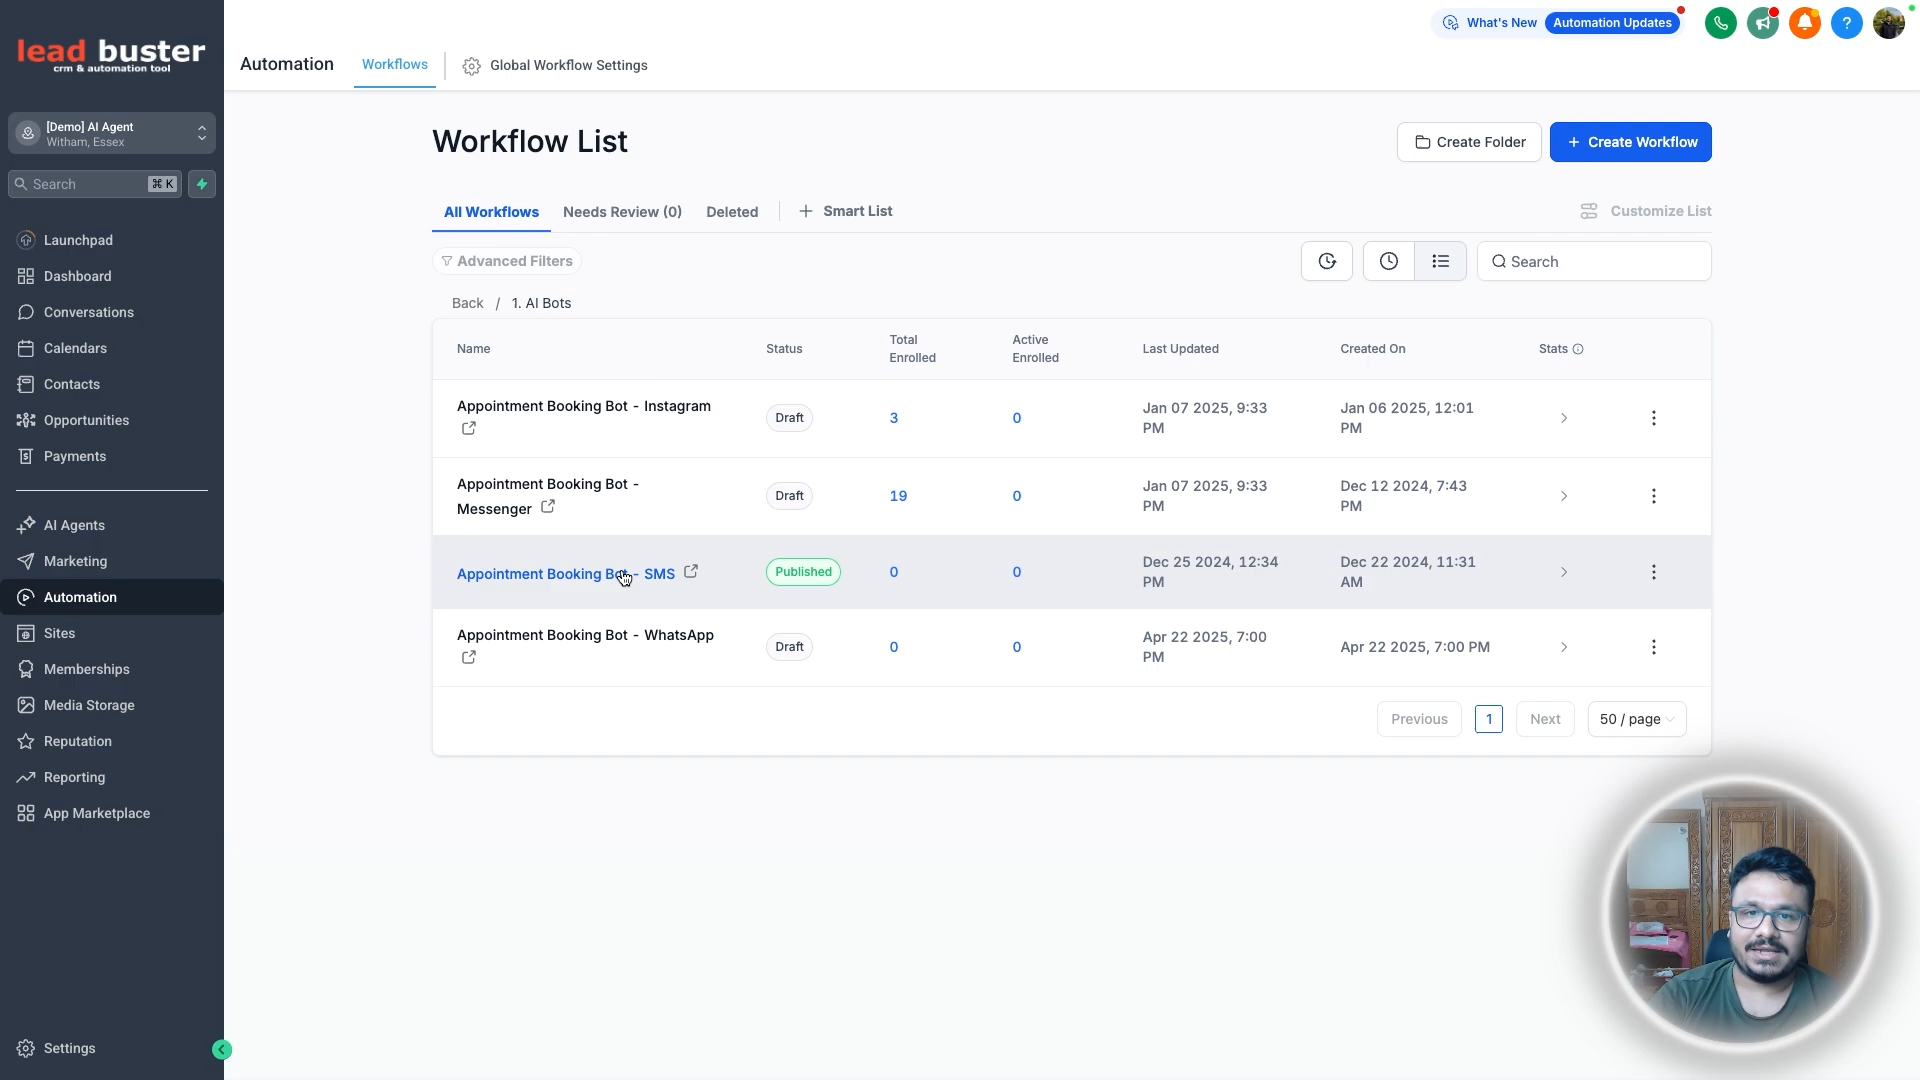 lead buster
crm & automation tool
[Demo] AI Agent
Witham, Essex
Search
⌘ K
Launchpad
Dashboard
Conversations
Calendars
Contacts
Opportunities
Payments
AI Agents
Marketing
Automation
Sites
Memberships
Media Storage
Reputation
Reporting
App Marketplace
Settings
What's New
Automation Updates
Automation
Workflows
Global Workflow Settings
Workflow List
Create Folder
+ Create Workflow
All Workflows
Needs Review (0)
Deleted
+ Smart List
Customize List
Advanced Filters
Search
Back / 1. AI Bots
Name
Status
Total
Enrolled
Active
Enrolled
Last Updated
Created On
Stats
Appointment Booking Bot - Instagram
Draft
3
0
Jan 07 2025, 9:33
PM
Jan 06 2025, 12:01
PM
Appointment Booking Bot -
Messenger
Draft
19
0
Jan 07 2025, 9:33
PM
Dec 12 2024, 7:43
PM
Appointment Booking Bot - SMS
Published
0
0
Dec 25 2024, 12:34
PM
Dec 22 2024, 11:31
AM
Appointment Booking Bot - WhatsApp
Draft
0
0
Apr 22 2025, 7:00
PM
Apr 22 2025, 7:00 PM
Previous
1
Next
50 / page